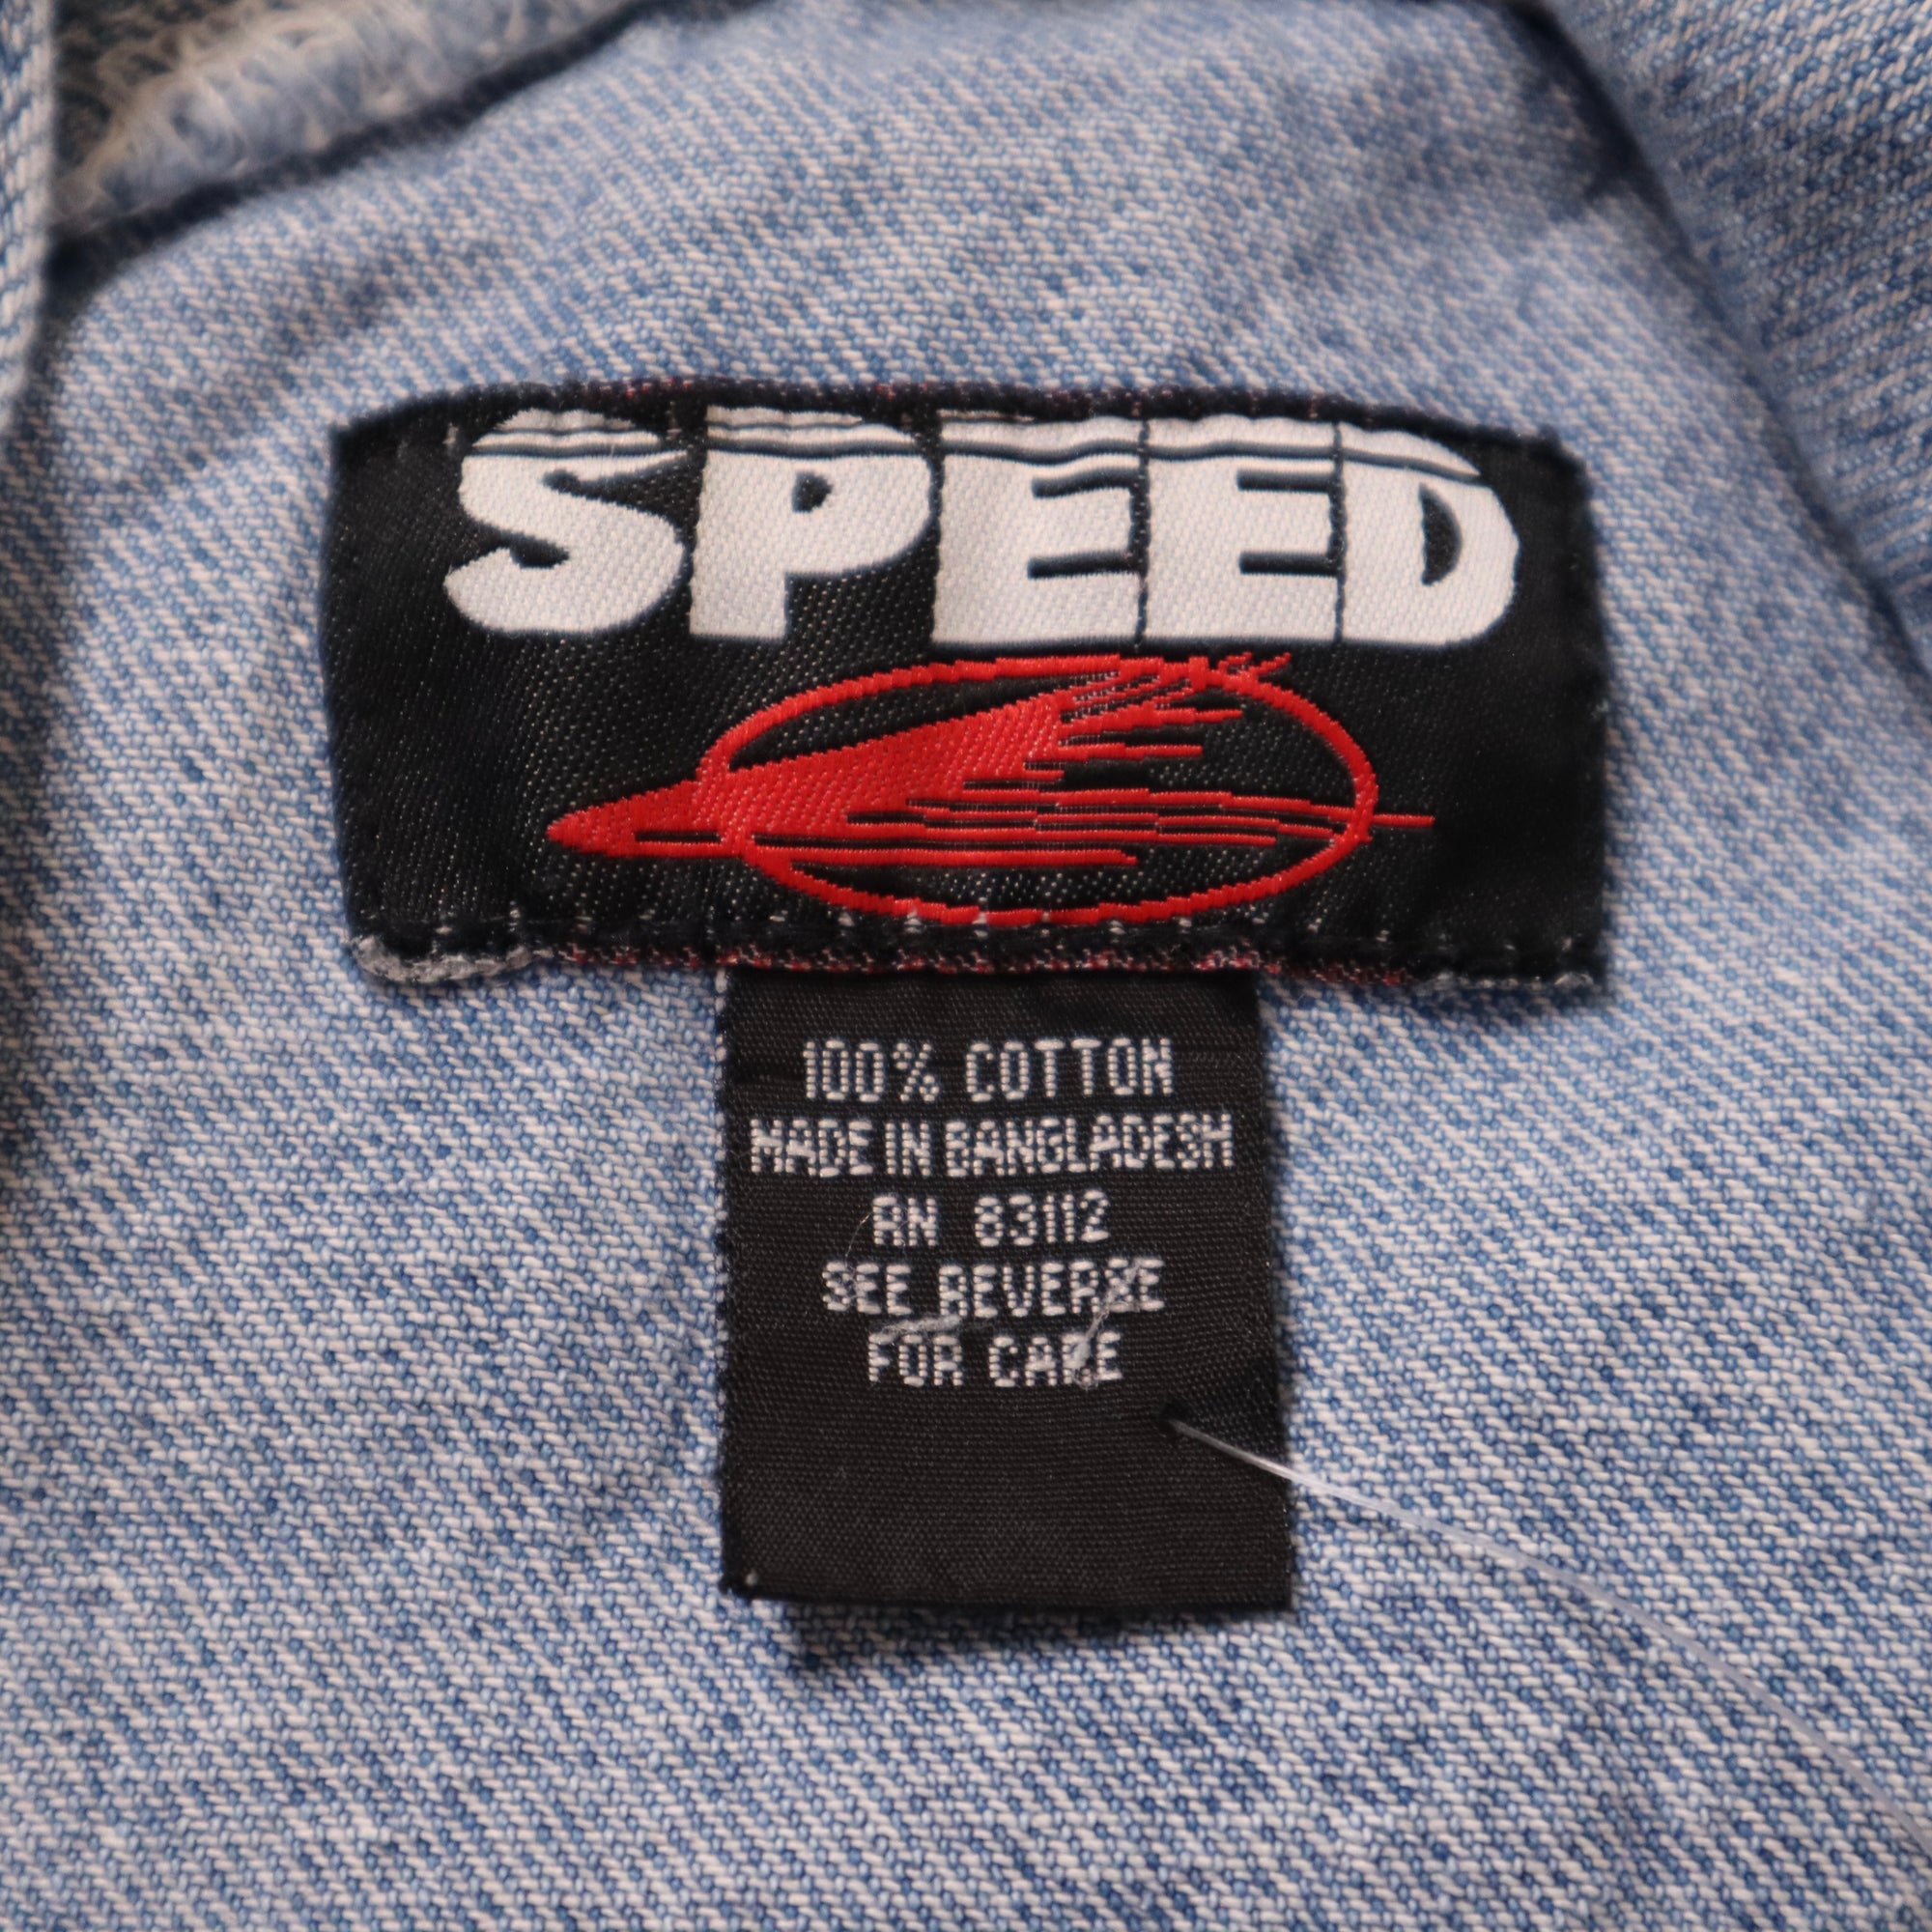 SPEED
100% COTTON
MADE IN BANGLADESH
RN 83112
SEE REVERSE
FOR CARE